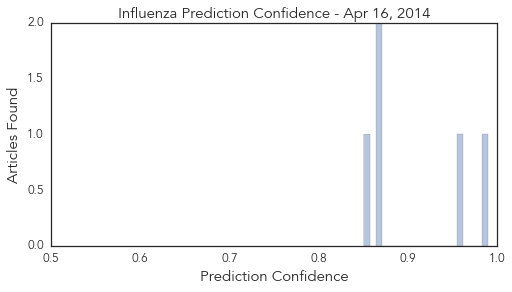 Influenza Prediction Confidence - Apr 16, 2014
2.0
1.5
1.0
0.5
0.0
Articles Found
0.5 0.6 0.7 0.8 0.9 1.0
Prediction Confidence